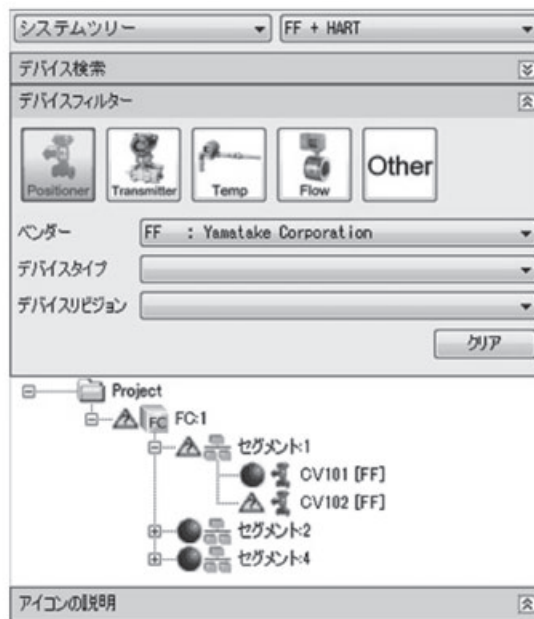 システムツリー FF + HART
デバイス検索
デバイスフィルター
Positioner Transmitter Temp Flow Other
ベンダー FF : Yamatake Corporation
デバイスタイプ
デバイスリビジョン
クリア
Project
FC FC:1
セグメント:1
CV101 [FF]
CV102 [FF]
セグメント:2
セグメント:4
アイコンの説明